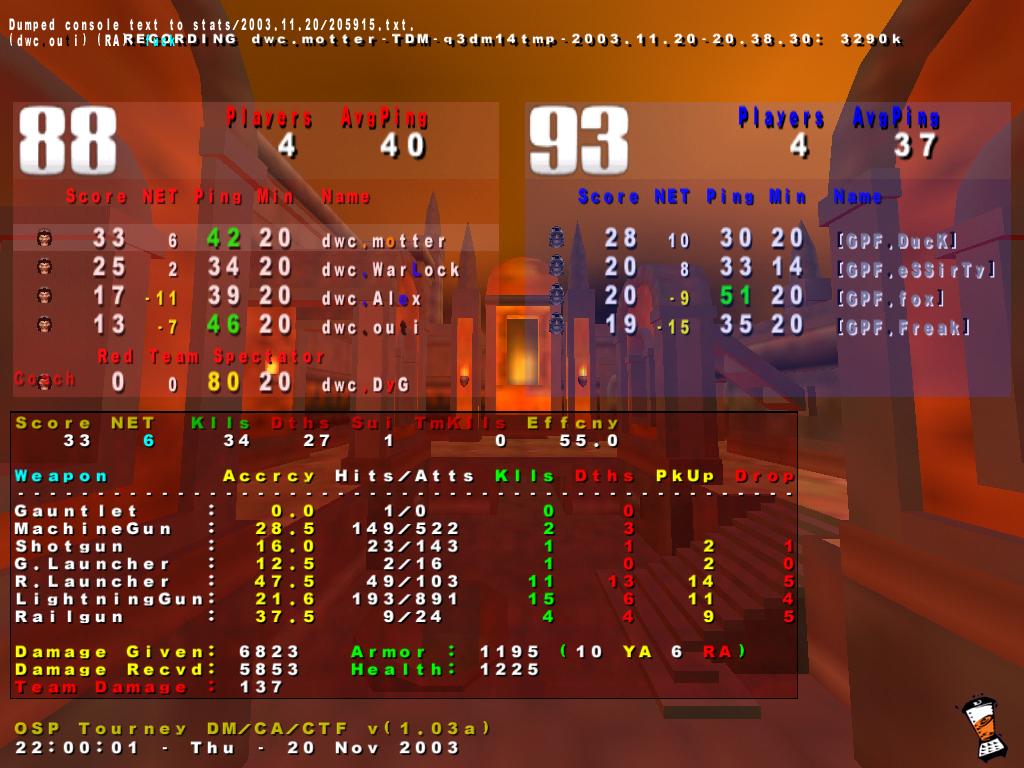 Dumped console text to stats/2003,11,20/205915,txt,
(dwc.ou i) (RA)
RECORDING dwc.motter-TDM-q3dm14tmp-2003.11.20-20.38.30: 3290k
88 Players AvgPing
4 40
Score NET Ping Min Name
33 6 42 20 dwc.motter
25 2 34 20 dwc.WarLock
17 -11 39 20 dwc.Alex
13 -7 46 20 dwc.ou i
Red Team Spectator
Coach 0 0 80 20 dwc.DyG
93 Players AvgPing
4 37
Score NET Ping Min Name
28 10 30 20 [GPF.DucK]
20 8 33 14 [GPF.eSSirTy]
20 -9 51 20 [GPF.fox]
19 -15 35 20 [GPF.Freak]
Score NET Klls Dths Sui TmKlls Effcny
33 6 34 27 1 0 55.0
Weapon Accrcy Hits/Atts Klls Dths PkUp Drop
Gauntlet : 0.0 1/0 0 0
MachineGun : 28.5 149/522 2 3
Shotgun : 16.0 23/143 1 1 2 1
G.Launcher : 12.5 2/16 1 0 2 0
R.Launcher : 47.5 49/103 11 13 14 5
LightningGun: 21.6 193/891 15 6 11 4
Railgun : 37.5 9/24 4 4 9 5
Damage Given: 6823 Armor : 1195 (10 YA 6 RA)
Damage Recvd: 5853 Health: 1225
Team Damage : 137
OSP Tourney DM/CA/CTF v(1.03a)
22:00:01 - Thu - 20 Nov 2003